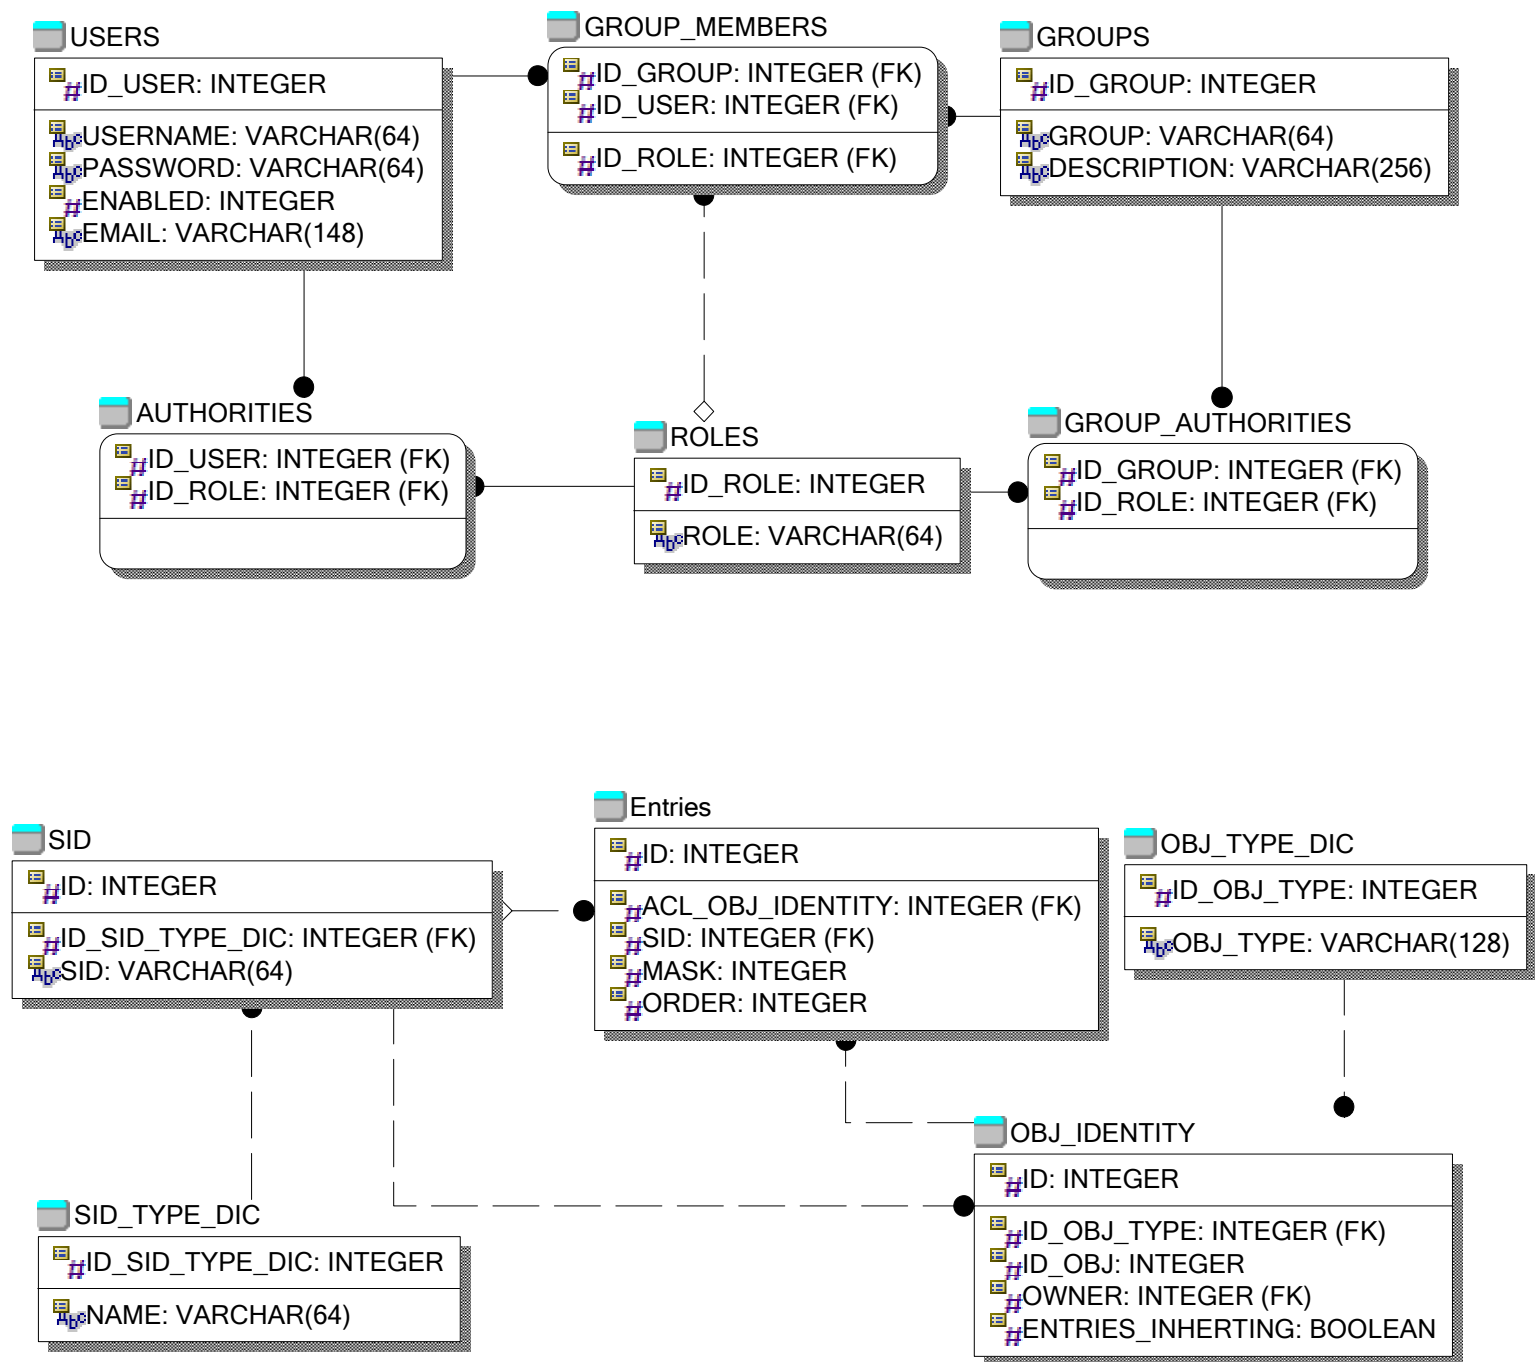 USERS
ID_USER: INTEGER
USERNAME: VARCHAR(64)
PASSWORD: VARCHAR(64)
ENABLED: INTEGER
EMAIL: VARCHAR(148)
GROUP_MEMBERS
ID_GROUP: INTEGER (FK)
ID_USER: INTEGER (FK)
ID_ROLE: INTEGER (FK)
GROUPS
ID_GROUP: INTEGER
GROUP: VARCHAR(64)
DESCRIPTION: VARCHAR(256)
AUTHORITIES
ID_USER: INTEGER (FK)
ID_ROLE: INTEGER (FK)
ROLES
ID_ROLE: INTEGER
ROLE: VARCHAR(64)
GROUP_AUTHORITIES
ID_GROUP: INTEGER (FK)
ID_ROLE: INTEGER (FK)
SID
ID: INTEGER
ID_SID_TYPE_DIC: INTEGER (FK)
SID: VARCHAR(64)
Entries
ID: INTEGER
ACL_OBJ_IDENTITY: INTEGER (FK)
SID: INTEGER (FK)
MASK: INTEGER
ORDER: INTEGER
OBJ_TYPE_DIC
ID_OBJ_TYPE: INTEGER
OBJ_TYPE: VARCHAR(128)
SID_TYPE_DIC
ID_SID_TYPE_DIC: INTEGER
NAME: VARCHAR(64)
OBJ_IDENTITY
ID: INTEGER
ID_OBJ_TYPE: INTEGER (FK)
ID_OBJ: INTEGER
OWNER: INTEGER (FK)
ENTRIES_INHERTING: BOOLEAN